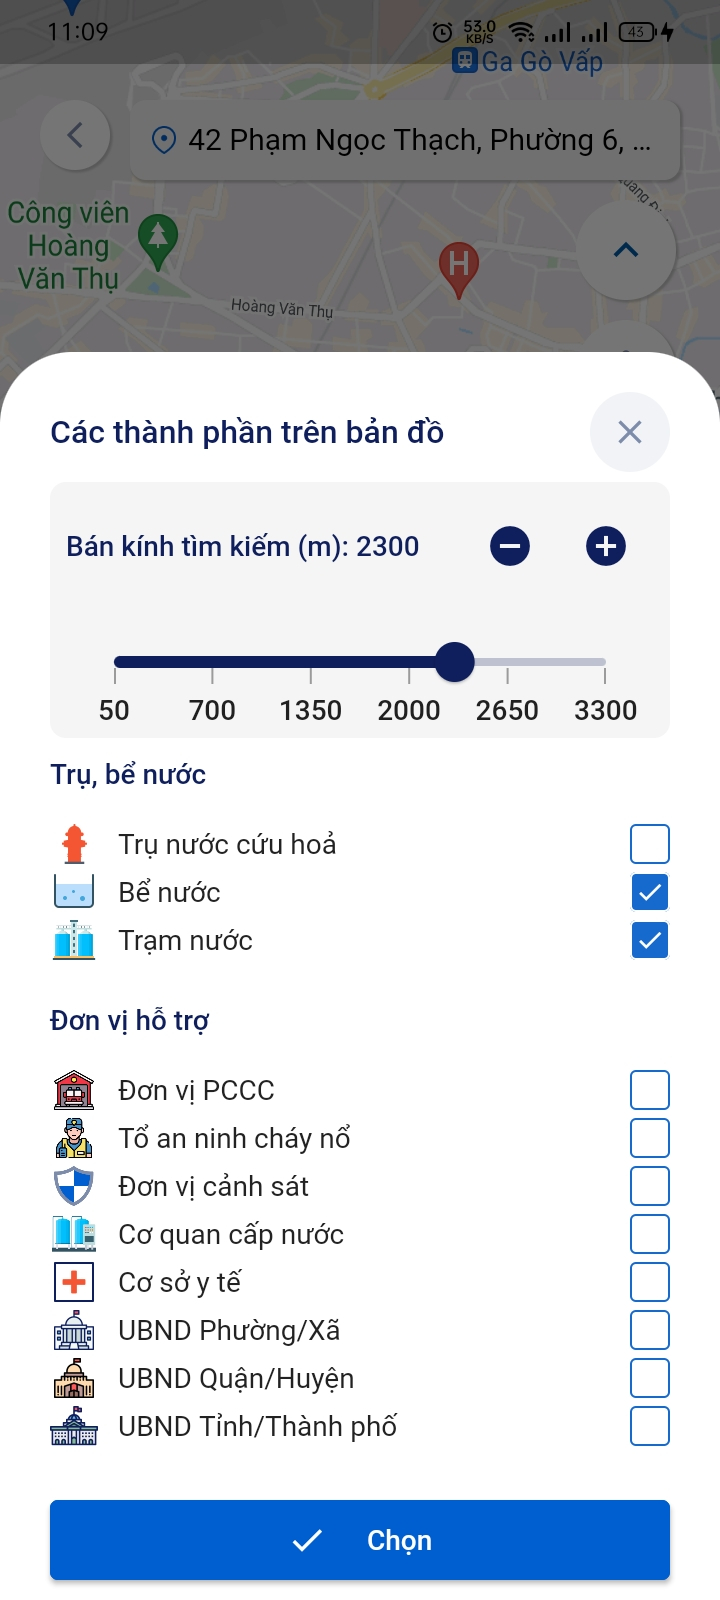 11:09
53.0
KB/S
43
Ga Gò Vấp
42 Phạm Ngọc Thạch, Phường 6, ...
Công viên
Hoàng
Văn Thụ
H
Hoàng Văn Thụ
Các thành phần trên bản đồ
Bán kính tìm kiếm (m): 2300
50 700 1350 2000 2650 3300
Trụ, bể nước
Trụ nước cứu hoả
Bể nước
Trạm nước
Đơn vị hỗ trợ
Đơn vị PCCC
Tổ an ninh cháy nổ
Đơn vị cảnh sát
Cơ quan cấp nước
Cơ sở y tế
UBND Phường/Xã
UBND Quận/Huyện
UBND Tỉnh/Thành phố
Chọn